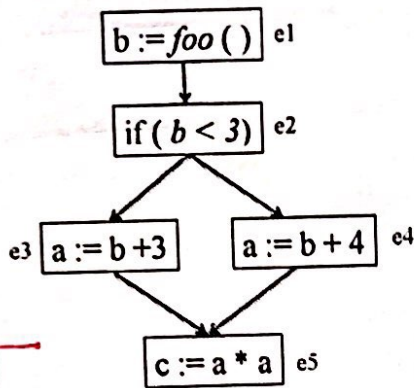 b := foo () e1
if ( b < 3) e2
e3 a := b +3 a := b + 4 e4
c := a * a e5